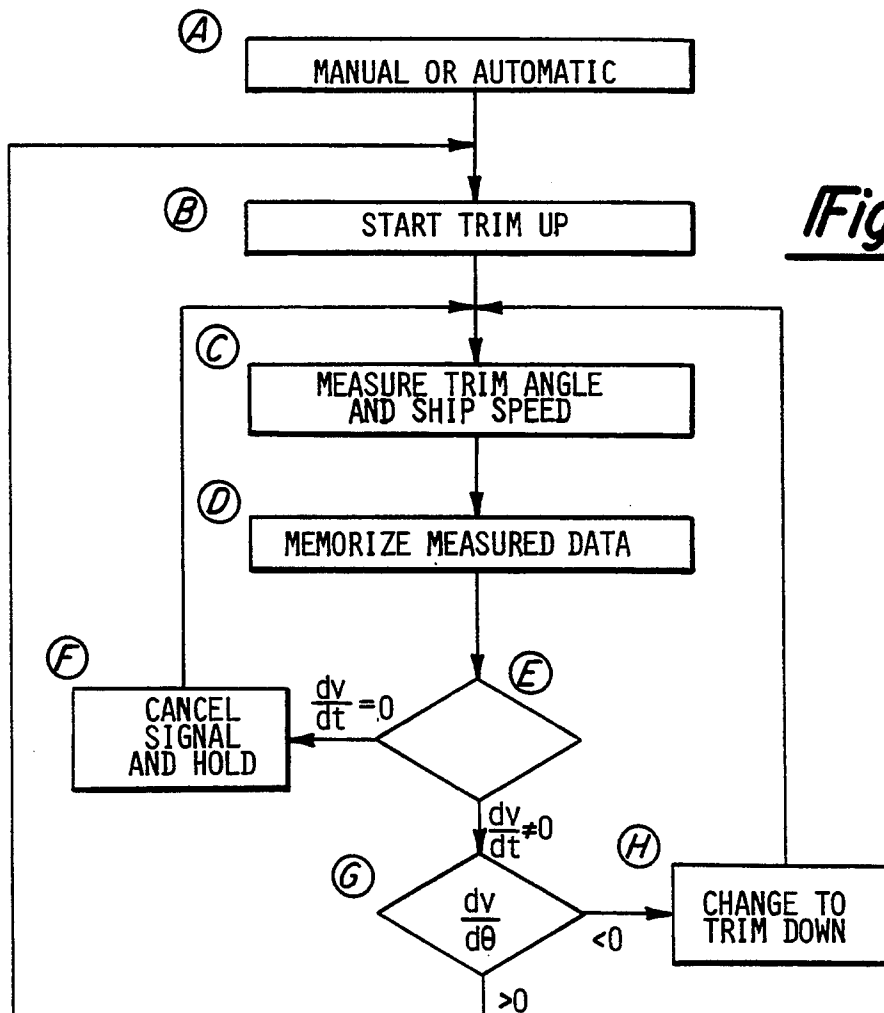 A
MANUAL OR AUTOMATIC
B
START TRIM UP
Fig
C
MEASURE TRIM ANGLE
AND SHIP SPEED
D
MEMORIZE MEASURED DATA
E
F
dv/dt =0
CANCEL
SIGNAL
AND HOLD
dv/dt ≠0
G
dv/dθ
<0
H
CHANGE TO
TRIM DOWN
>0